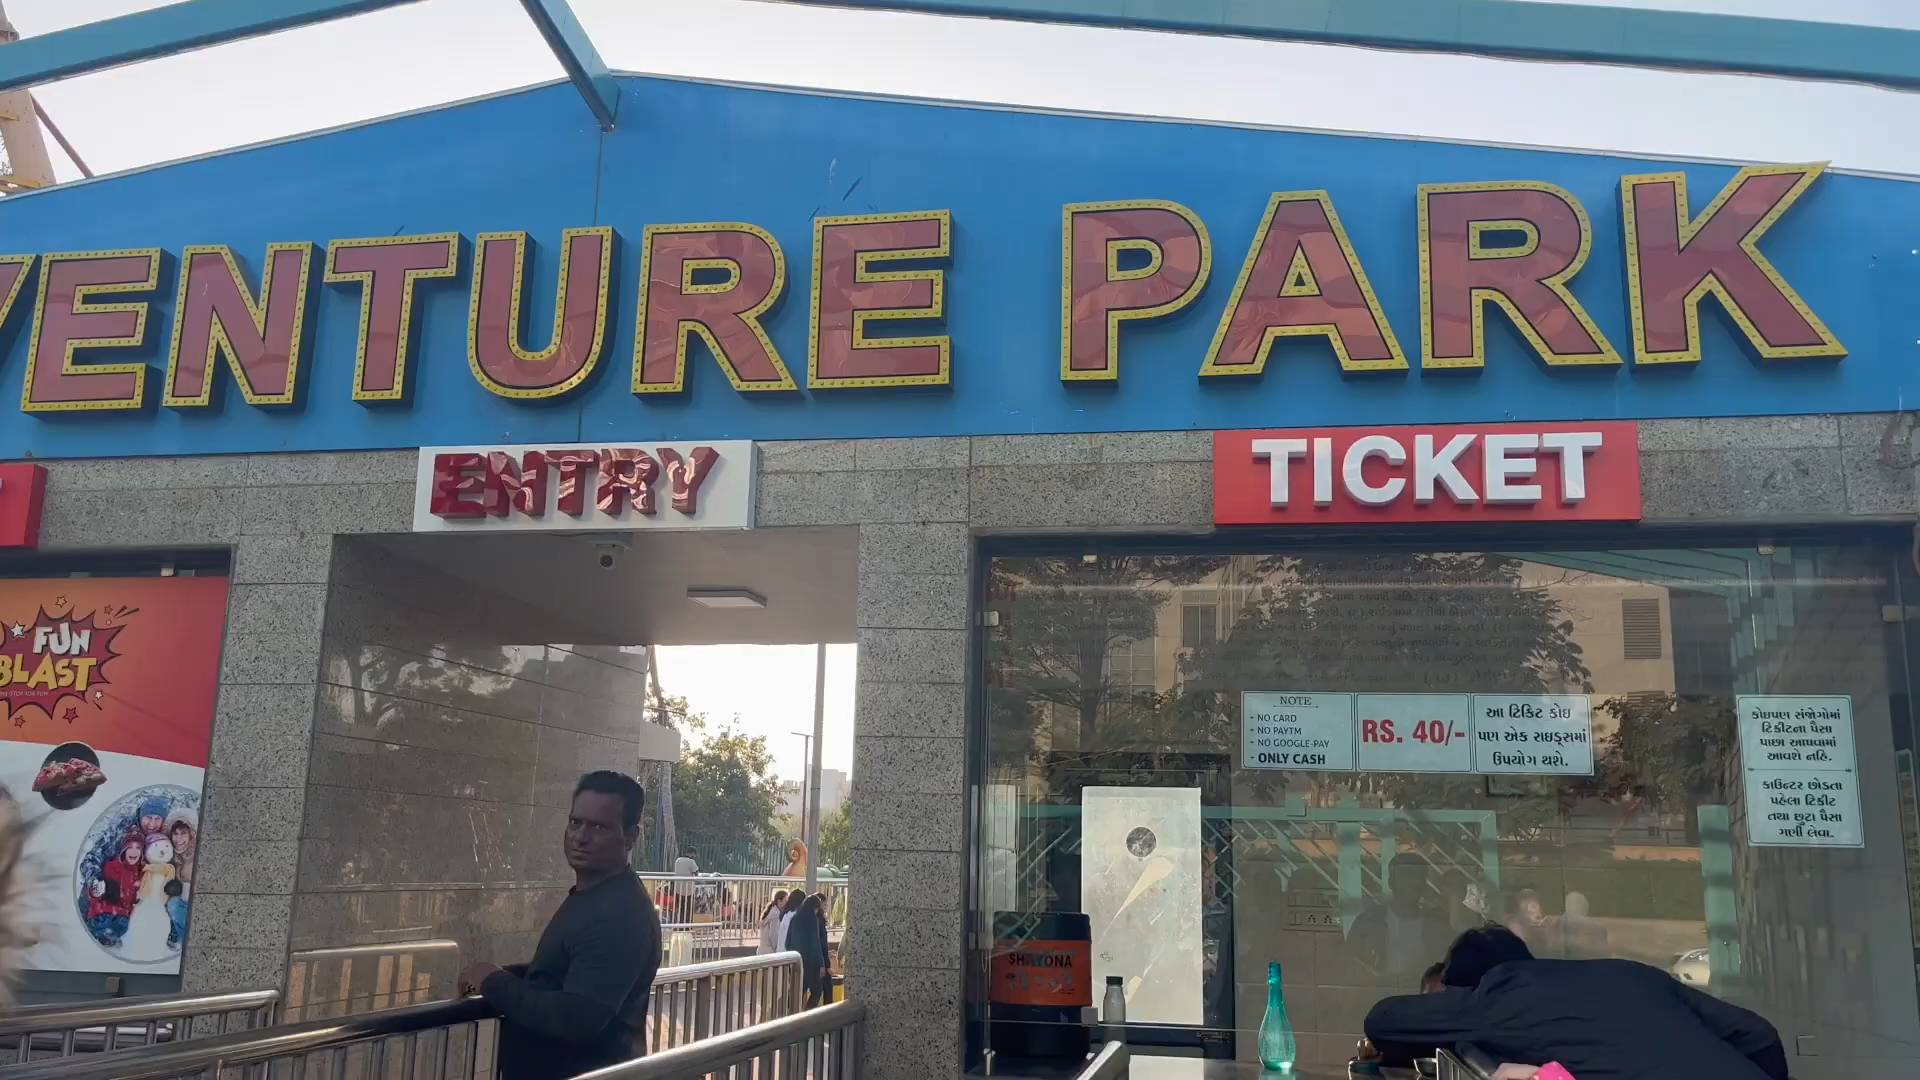 VENTURE PARK
ENTRY
TICKET
FUN
BLAST
NOTE
- NO CARD
- NO PAYTM
- NO GOOGLE-PAY
- ONLY CASH
RS. 40/-
આ ટિકિટ કોઇ
પણ એક રાઇડ્સમાં
ઉપયોગ થશે.
કોઇપણ સંજોગોમાં
ટિકીટના પૈસા
પાછા આપવામાં
આવશે નહિ.
કાઉન્ટર છોડતા
પહેલા ટિકીટ
તથા છુટા પૈસા
ગણી લેવા.
SHAYONA